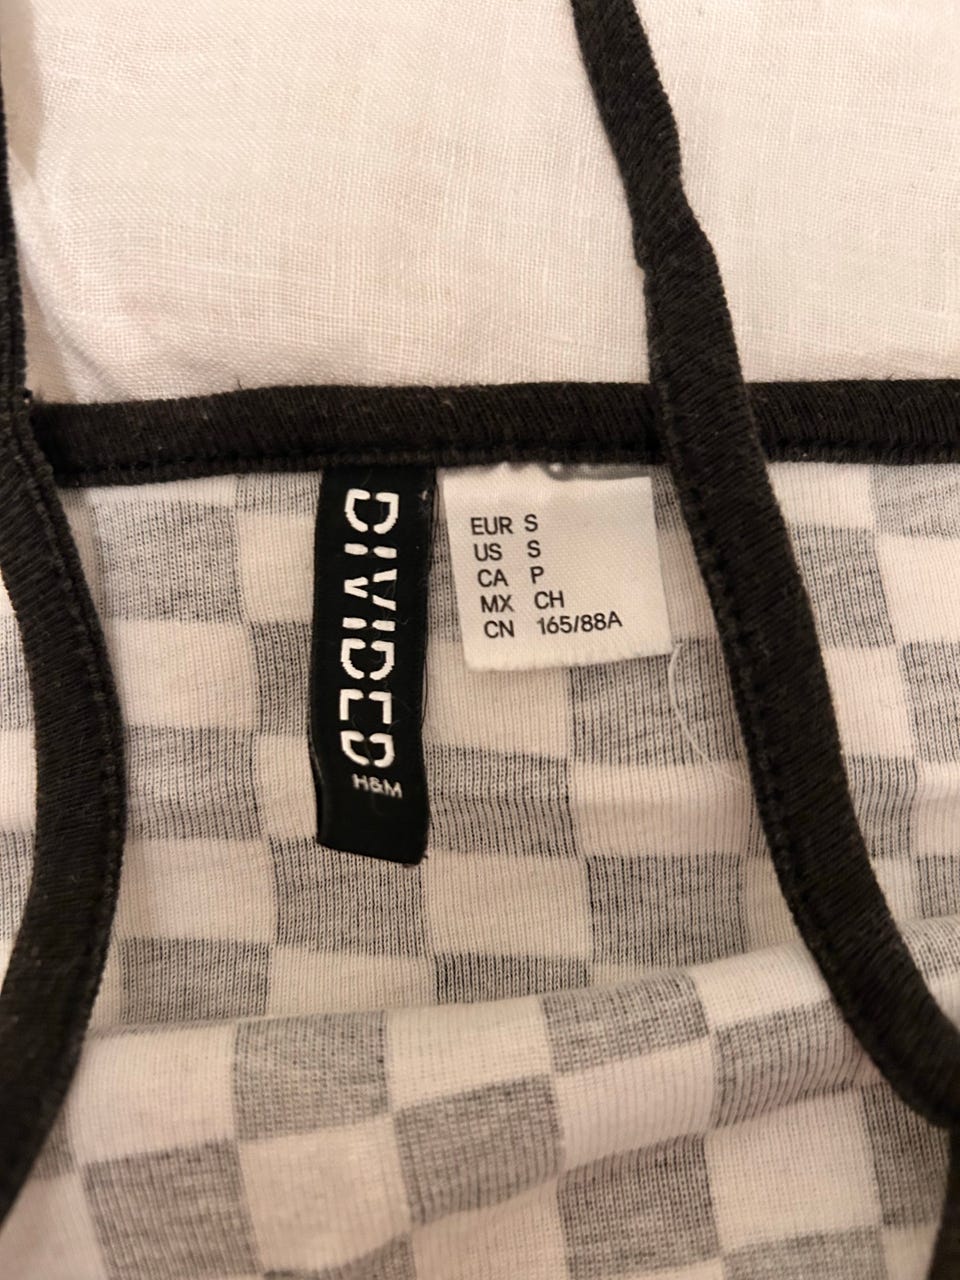 DIVIDED
H&M
EUR S
US S
CA P
MX CH
CN 165/88A